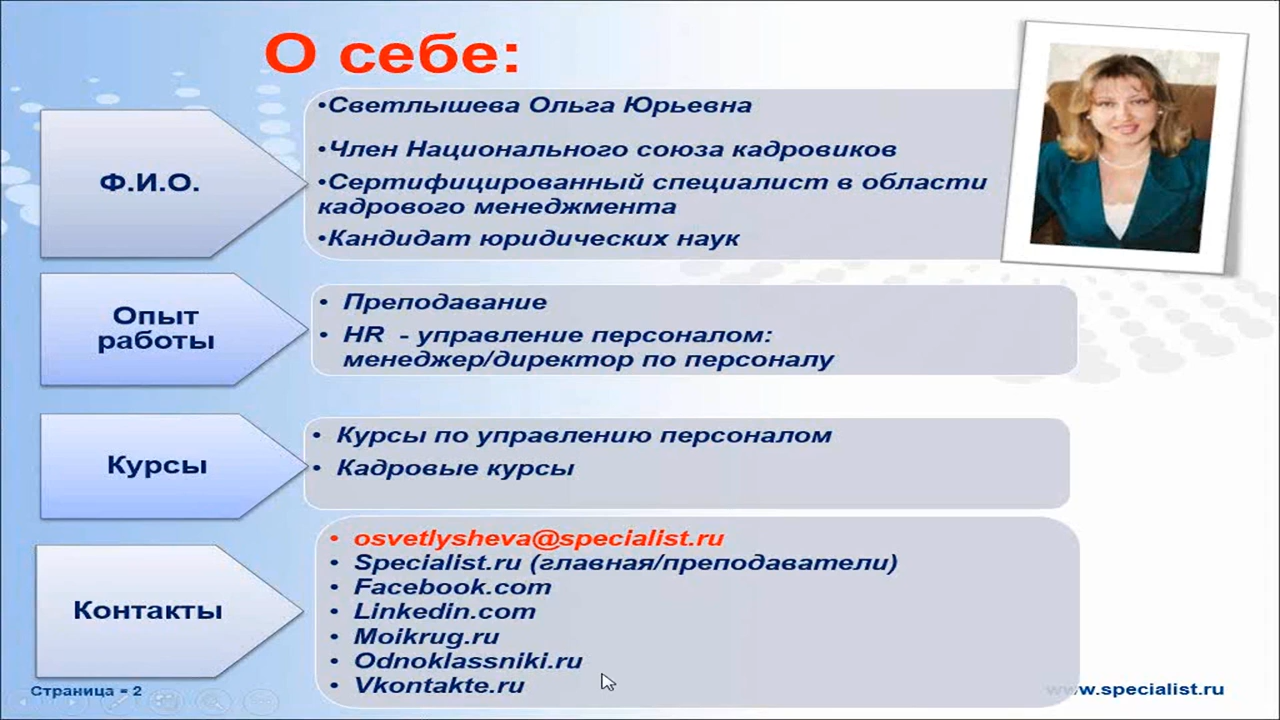 О себе:
Ф.И.О.
•Светлышева Ольга Юрьевна
•Член Национального союза кадровиков
•Сертифицированный специалист в области
кадрового менеджмента
•Кандидат юридических наук
Опыт
работы
• Преподавание
• HR - управление персоналом:
менеджер/директор по персоналу
Курсы
• Курсы по управлению персоналом
• Кадровые курсы
Контакты
• osvetlysheva@specialist.ru
• Specialist.ru (главная/преподаватели)
• Facebook.com
• Linkedin.com
• Moikrug.ru
• Odnoklassniki.ru
• Vkontakte.ru
Страница = 2
www.specialist.ru